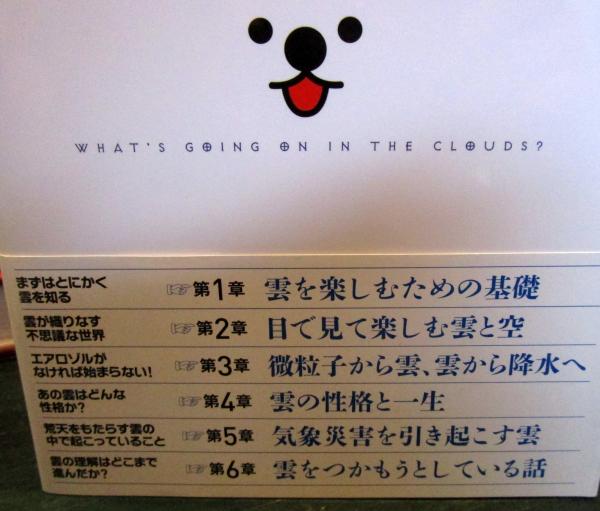 WHAT'S GOING ON IN THE CLOUDS?
まずはとにかく
雲を知る
☞第1章 雲を楽しむための基礎
雲が織りなす
不思議な世界
☞第2章 目で見て楽しむ雲と空
エアロゾルが
なければ始まらない!
☞第3章 微粒子から雲、雲から降水へ
あの雲はどんな
性格か?
☞第4章 雲の性格と一生
荒天をもたらす雲の
中で起こっていること
☞第5章 気象災害を引き起こす雲
雲の理解はどこまで
進んだか?
☞第6章 雲をつかもうとしている話